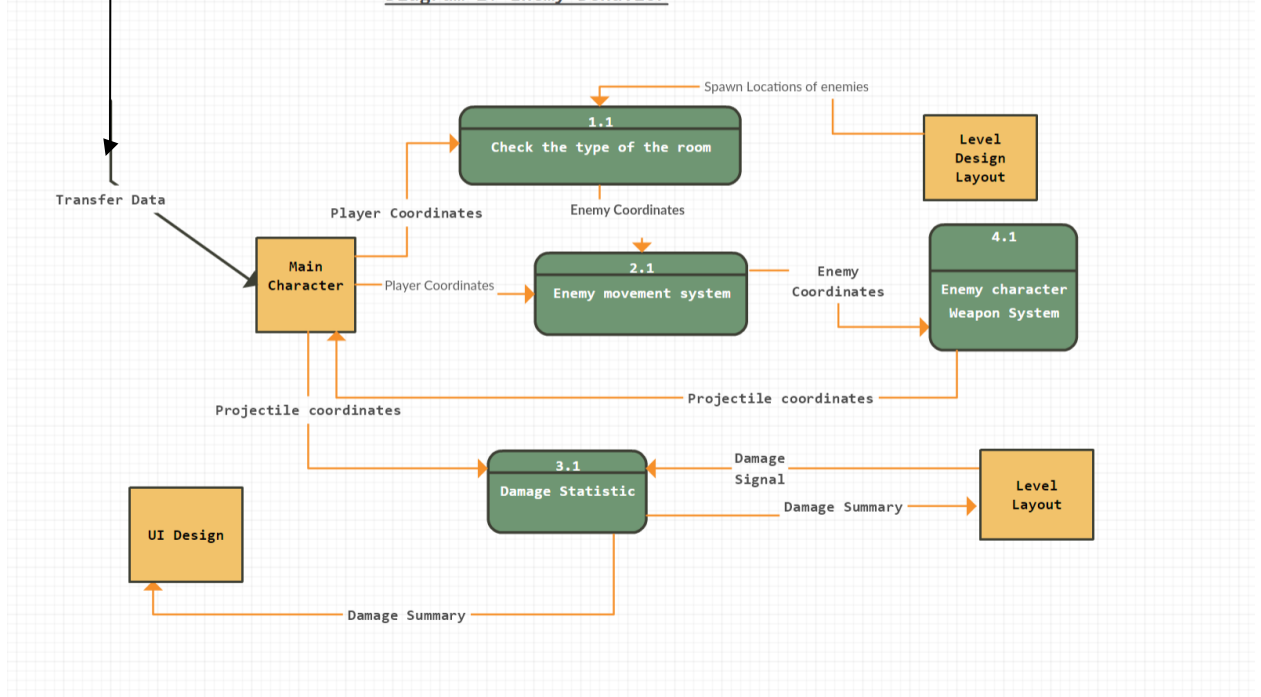 Spawn Locations of enemies
1.1
Check the type of the room
Level
Design
Layout
Transfer Data
Player Coordinates
Enemy Coordinates
4.1
Main
Character
Player Coordinates
2.1
Enemy movement system
Enemy
Coordinates
Enemy character
Weapon System
Projectile coordinates
Projectile coordinates
3.1
Damage Statistic
Damage
Signal
Damage Summary
Level
Layout
UI Design
Damage Summary